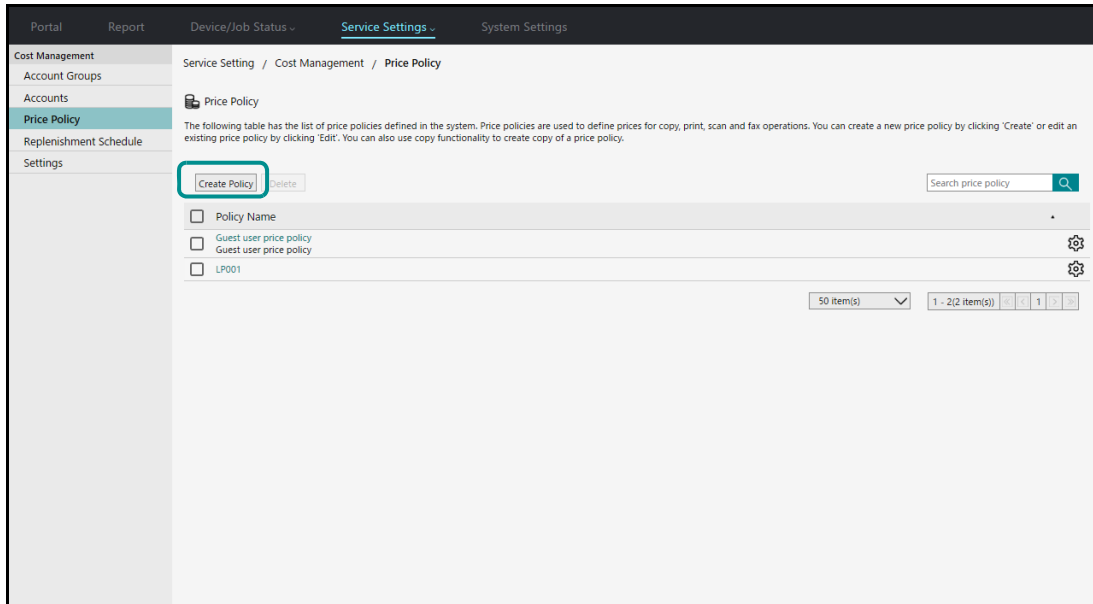 Portal Report Device/Job Status Service Settings System Settings
Cost Management
Account Groups
Accounts
Price Policy
Replenishment Schedule
Settings
Service Setting / Cost Management / Price Policy
Price Policy
The following table has the list of price policies defined in the system. Price policies are used to define prices for copy, print, scan and fax operations. You can create a new price policy by clicking 'Create' or edit an
existing price policy by clicking 'Edit'. You can also use copy functionality to create copy of a price policy.
Create Policy Delete Search price policy
Policy Name
Guest user price policy
Guest user price policy
LP001
50 item(s) 1 - 2(2 item(s)) 1